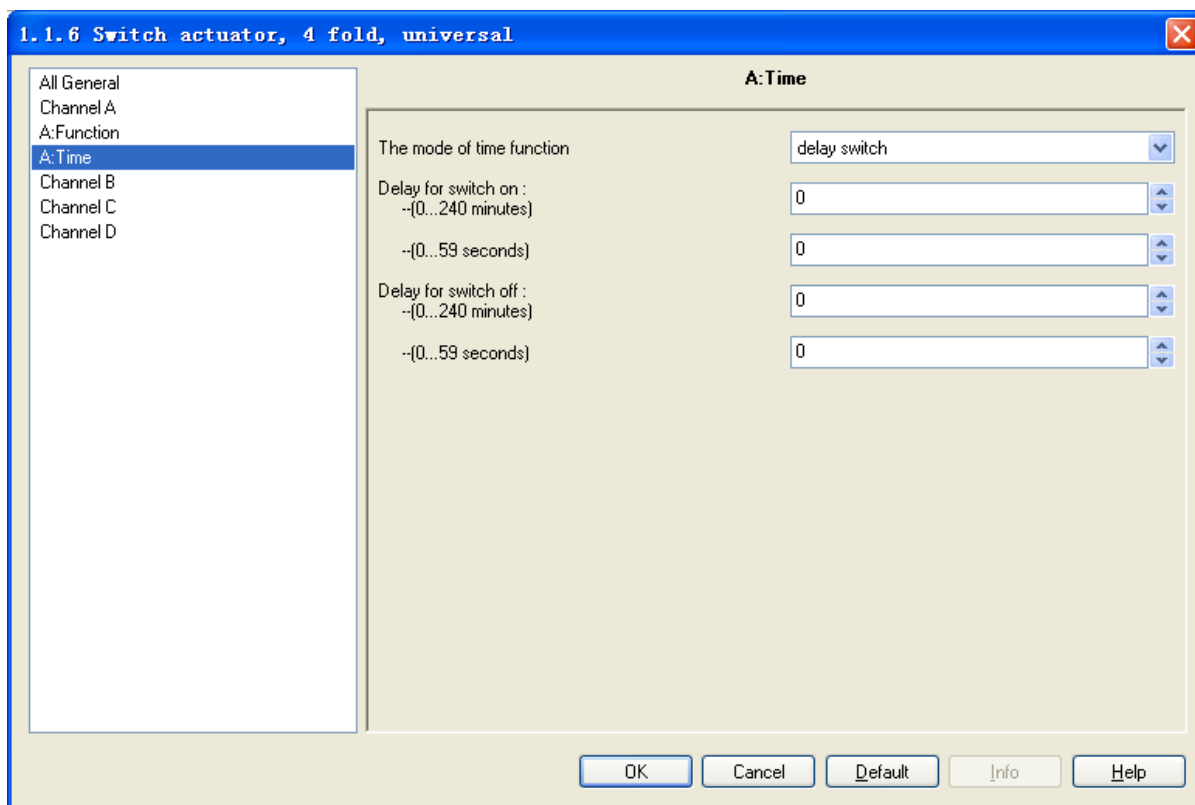 1.1.6 Switch actuator, 4 fold, universal
All General
Channel A
A:Function
A:Time
Channel B
Channel C
Channel D
A:Time
The mode of time function
delay switch
Delay for switch on :
--(0...240 minutes)
0
--(0...59 seconds)
0
Delay for switch off :
--(0...240 minutes)
0
--(0...59 seconds)
0
OK
Cancel
Default
Info
Help